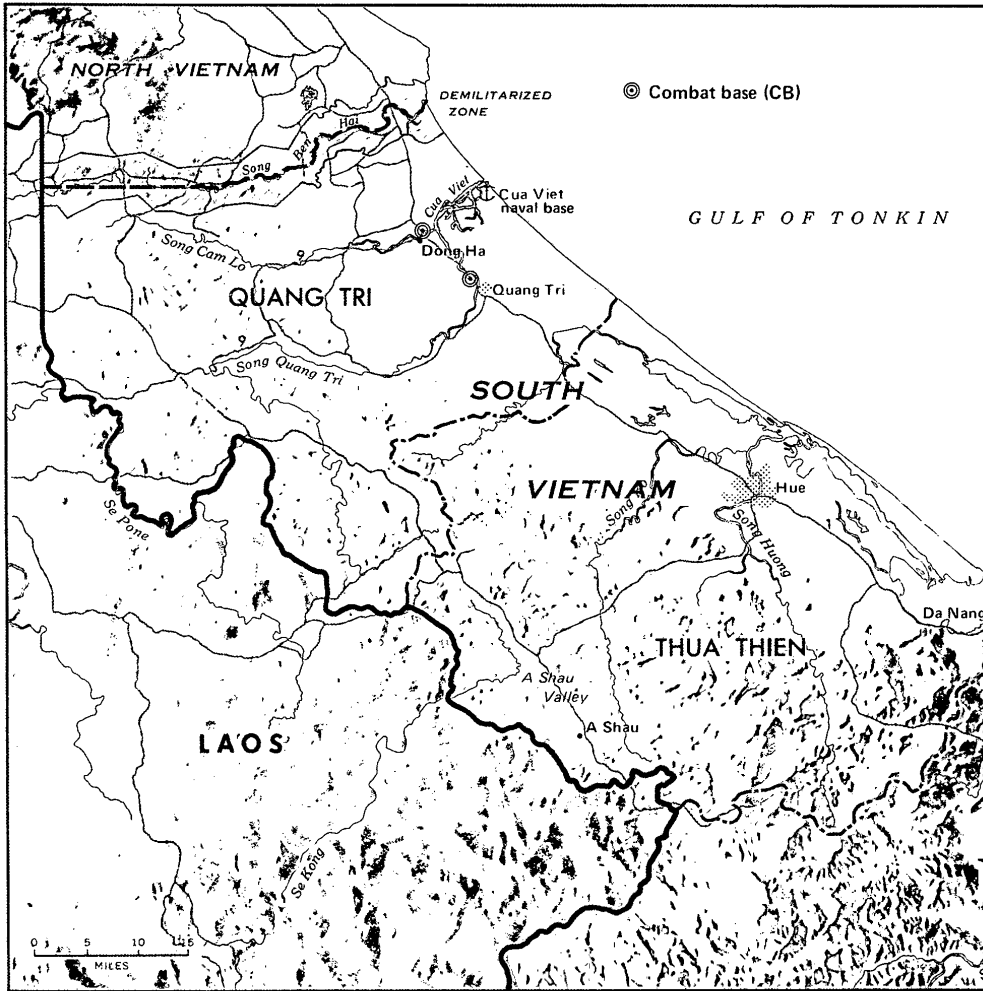 NORTH VIETNAM
DEMILITARIZED
ZONE
Combat base (CB)
Song Ben Hai
Cua Viet
Cua Viet
naval base
GULF OF TONKIN
Song Cam Lo
9
Dong Ha
QUANG TRI
Quang Tri
9
Song Quang Tri
SOUTH
VIETNAM
Song
Hue
Song Huong
Se Pone
Da Nang
THUA THIEN
A Shau
Valley
A Shau
LAOS
Se Kong
0 5 10 15
MILES